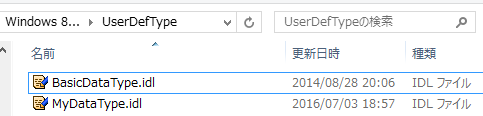 Windows 8... ▸ UserDefType UserDefTypeの検索
名前 更新日時 種類
BasicDataType.idl 2014/08/28 20:06 IDL ファイル
MyDataType.idl 2016/07/03 18:57 IDL ファイル